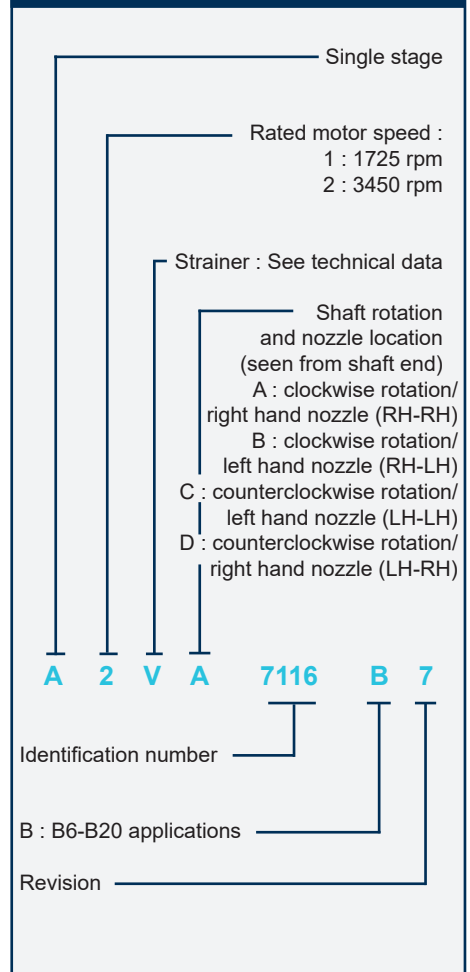 Single stage
Rated motor speed :
1 : 1725 rpm
2 : 3450 rpm
Strainer : See technical data
Shaft rotation
and nozzle location
(seen from shaft end)
A : clockwise rotation/
right hand nozzle (RH-RH)
B : clockwise rotation/
left hand nozzle (RH-LH)
C : counterclockwise rotation/
left hand nozzle (LH-LH)
D : counterclockwise rotation/
right hand nozzle (LH-RH)
A 2 V A 7116 B 7
Identification number
B : B6-B20 applications
Revision